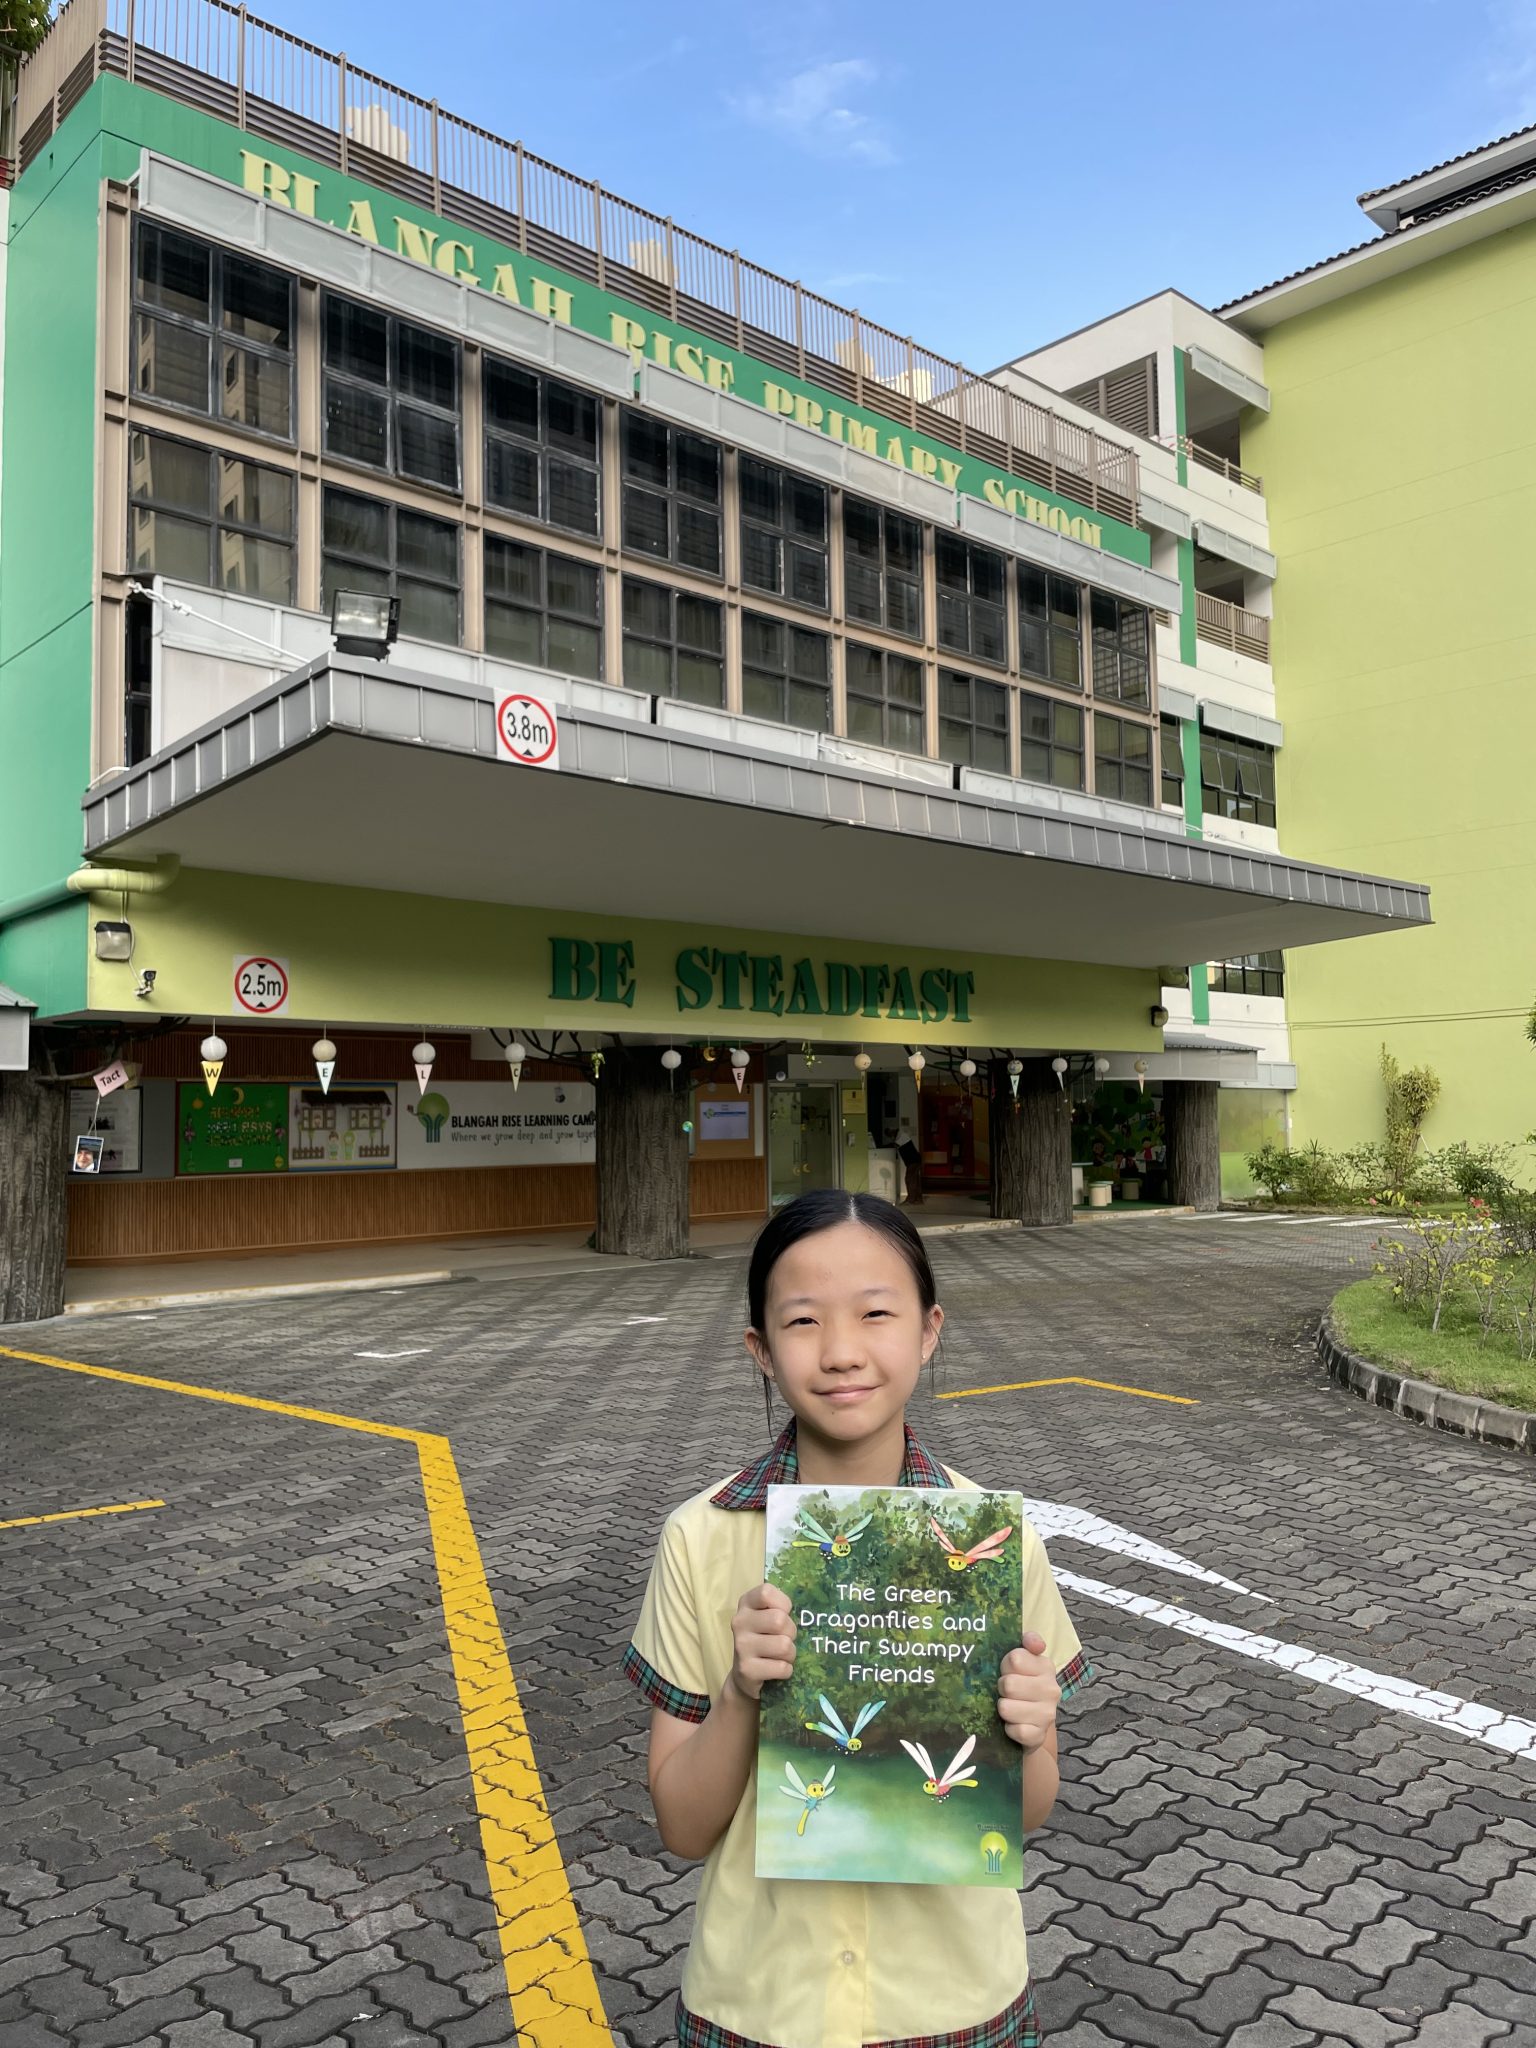 BLANGAH RISE PRIMARY SCHOOL
3.8m
BE STEADFAST
2.5m
W E L C E
Tact
BLANGAH RISE LEARNING CAMP
Where we grow deep and grow
The Green
Dragonflies and
Their Swampy
Friends